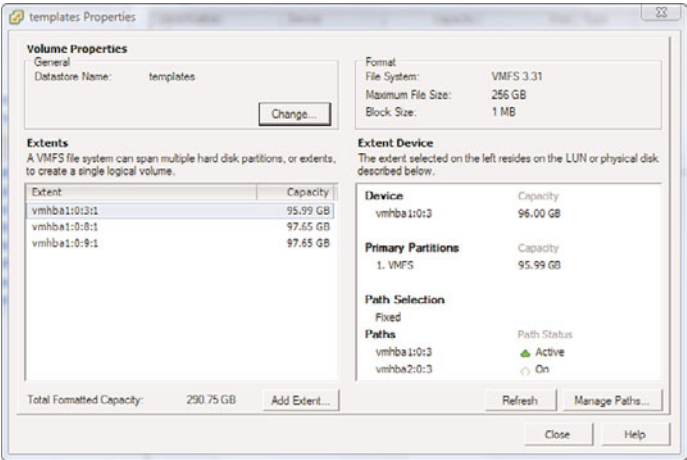 templates Properties
Volume Properties
General
Datastore Name: templates
Change...
Format
File System: VMFS 3.31
Maximum File Size: 256 GB
Block Size: 1 MB
Extents
A VMFS file system can span multiple hard disk partitions, or extents,
to create a single logical volume.
Extent Capacity
vmhba1:0:3:1 95.99 GB
vmhba1:0:8:1 97.65 GB
vmhba1:0:9:1 97.65 GB
Total Formatted Capacity: 290.75 GB
Add Extent...
Extent Device
The extent selected on the left resides on the LUN or physical disk
described below.
Device Capacity
vmhba1:0:3 96.00 GB
Primary Partitions Capacity
1. VMFS 95.99 GB
Path Selection
Fixed
Paths Path Status
vmhba1:0:3 Active
vmhba2:0:3 On
Refresh Manage Paths...
Close Help